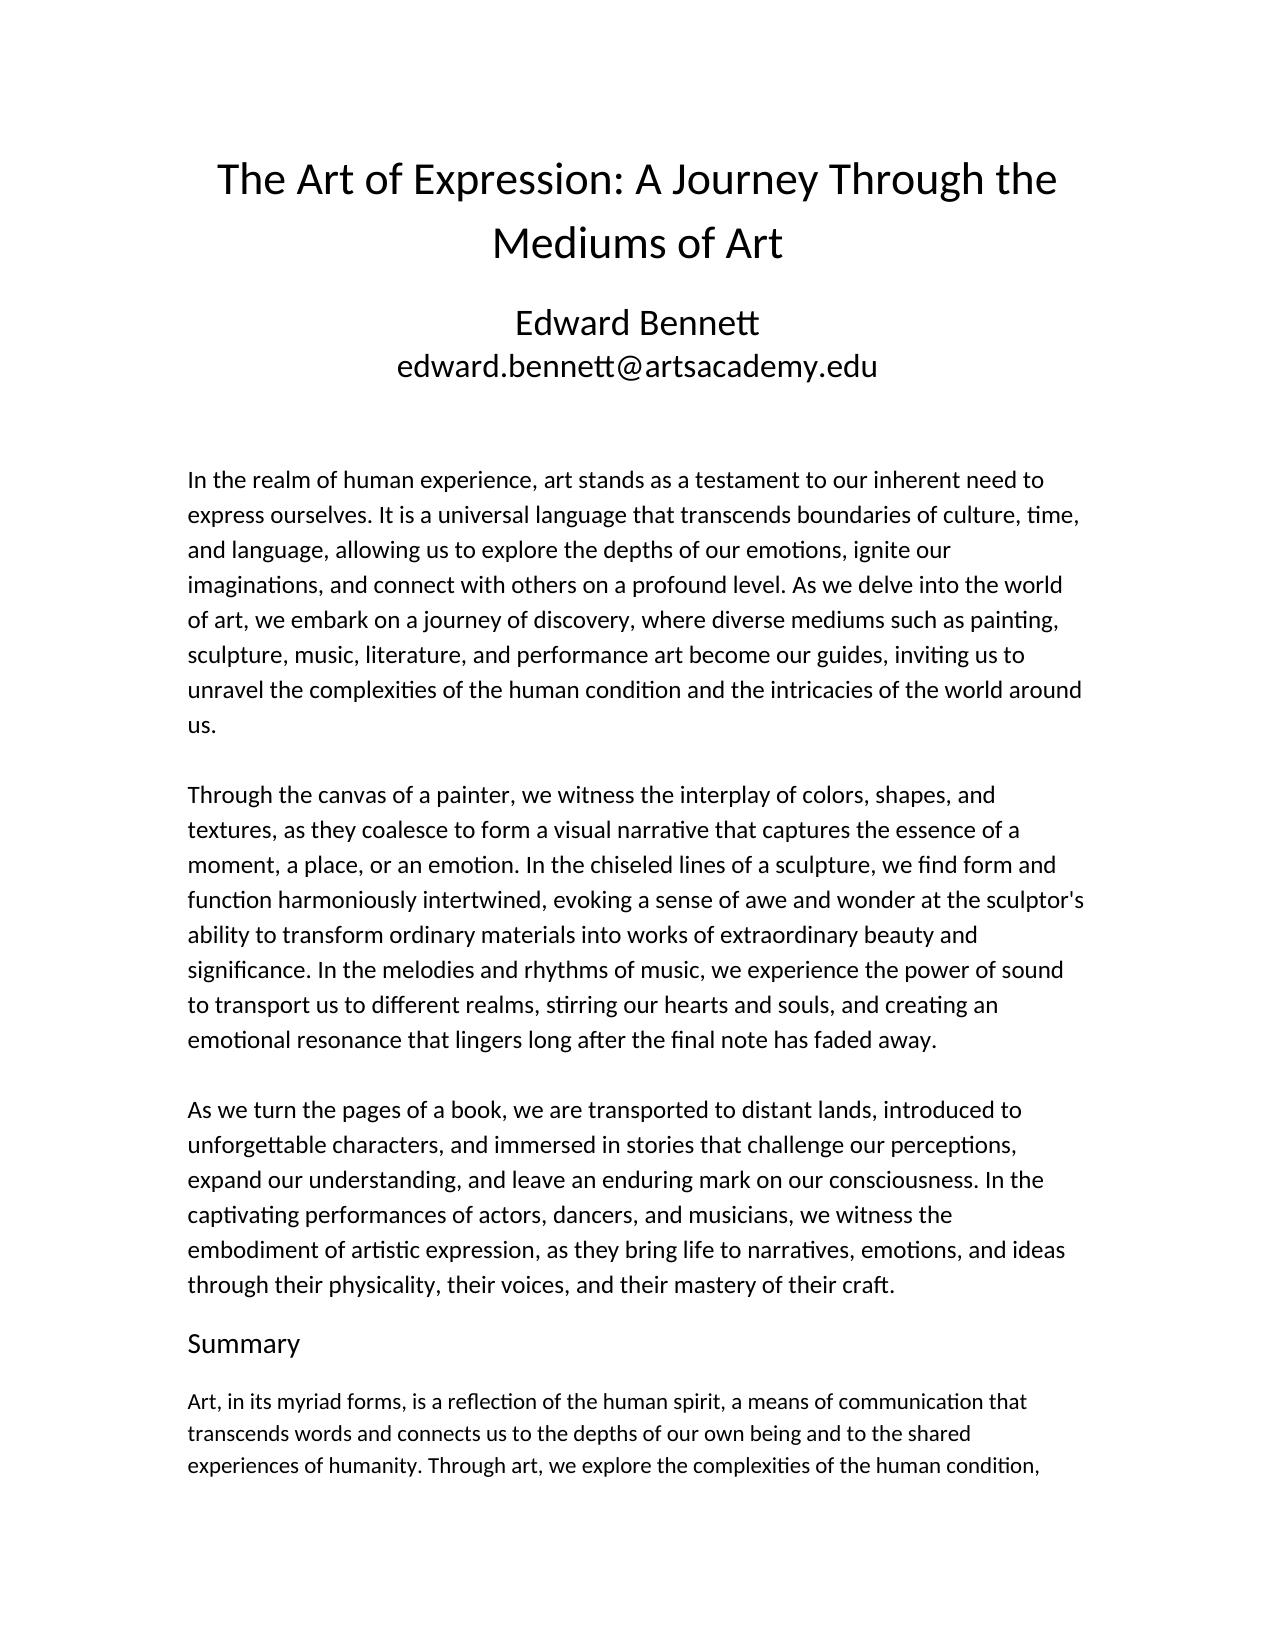 The Art of Expression: A Journey Through the
Mediums of Art
Edward Bennett
edward.bennett@artsacademy.edu
In the realm of human experience, art stands as a testament to our inherent need to
express ourselves. It is a universal language that transcends boundaries of culture, time,
and language, allowing us to explore the depths of our emotions, ignite our
imaginations, and connect with others on a profound level. As we delve into the world
of art, we embark on a journey of discovery, where diverse mediums such as painting,
sculpture, music, literature, and performance art become our guides, inviting us to
unravel the complexities of the human condition and the intricacies of the world around
us.
Through the canvas of a painter, we witness the interplay of colors, shapes, and
textures, as they coalesce to form a visual narrative that captures the essence of a
moment, a place, or an emotion. In the chiseled lines of a sculpture, we find form and
function harmoniously intertwined, evoking a sense of awe and wonder at the sculptor's
ability to transform ordinary materials into works of extraordinary beauty and
significance. In the melodies and rhythms of music, we experience the power of sound
to transport us to different realms, stirring our hearts and souls, and creating an
emotional resonance that lingers long after the final note has faded away.
As we turn the pages of a book, we are transported to distant lands, introduced to
unforgettable characters, and immersed in stories that challenge our perceptions,
expand our understanding, and leave an enduring mark on our consciousness. In the
captivating performances of actors, dancers, and musicians, we witness the
embodiment of artistic expression, as they bring life to narratives, emotions, and ideas
through their physicality, their voices, and their mastery of their craft.
Summary
Art, in its myriad forms, is a reflection of the human spirit, a means of communication that
transcends words and connects us to the depths of our own being and to the shared
experiences of humanity. Through art, we explore the complexities of the human condition,